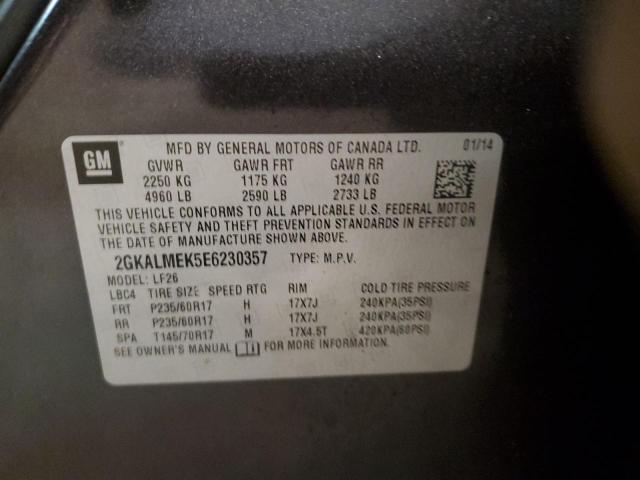 GM
MFD BY GENERAL MOTORS OF CANADA LTD. 01/14
GVWR GAWR FRT GAWR RR
2250 KG 1175 KG 1240 KG
4960 LB 2590 LB 2733 LB
THIS VEHICLE CONFORMS TO ALL APPLICABLE U.S. FEDERAL MOTOR
VEHICLE SAFETY AND THEFT PREVENTION STANDARDS IN EFFECT ON
THE DATE OF MANUFACTURE SHOWN ABOVE.
2GKALMEK5E6230357 TYPE: M.P.V.
MODEL: LF26
LBC4 TIRE SIZE SPEED RTG RIM COLD TIRE PRESSURE
FRT P235/60R17 H 17X7J 240KPA(35PSI)
RR P235/60R17 H 17X7J 240KPA(35PSI)
SPA T145/70R17 M 17X4.5T 420KPA(60PSI)
SEE OWNER'S MANUAL FOR MORE INFORMATION.